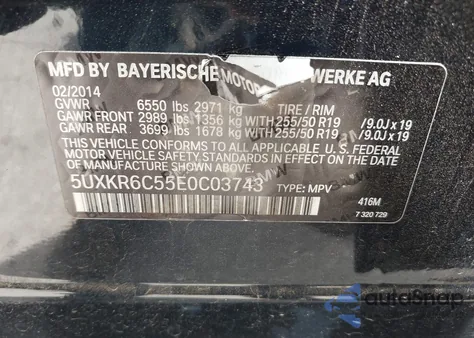 MFD BY BAYERISCHE MOTOR WERKE AG
02/2014
GVWR 6550 lbs 2971 kg TIRE / RIM
GAWR FRONT 2989 lbs 1356 kg WITH 255/50 R19 /9.0J x 19
GAWR REAR 3699 lbs 1678 kg WITH 255/50 R19 /9.0J x 19
THIS VEHICLE CONFORMS TO ALL APPLICABLE U.S. FEDERAL
MOTOR VEHICLE SAFETY STANDARDS IN EFFECT ON THE DATE
OF MANUFACTURE SHOWN ABOVE.
5UXKR6C55E0C03743 TYPE: MPV
416M
7 320 729
autoSnap